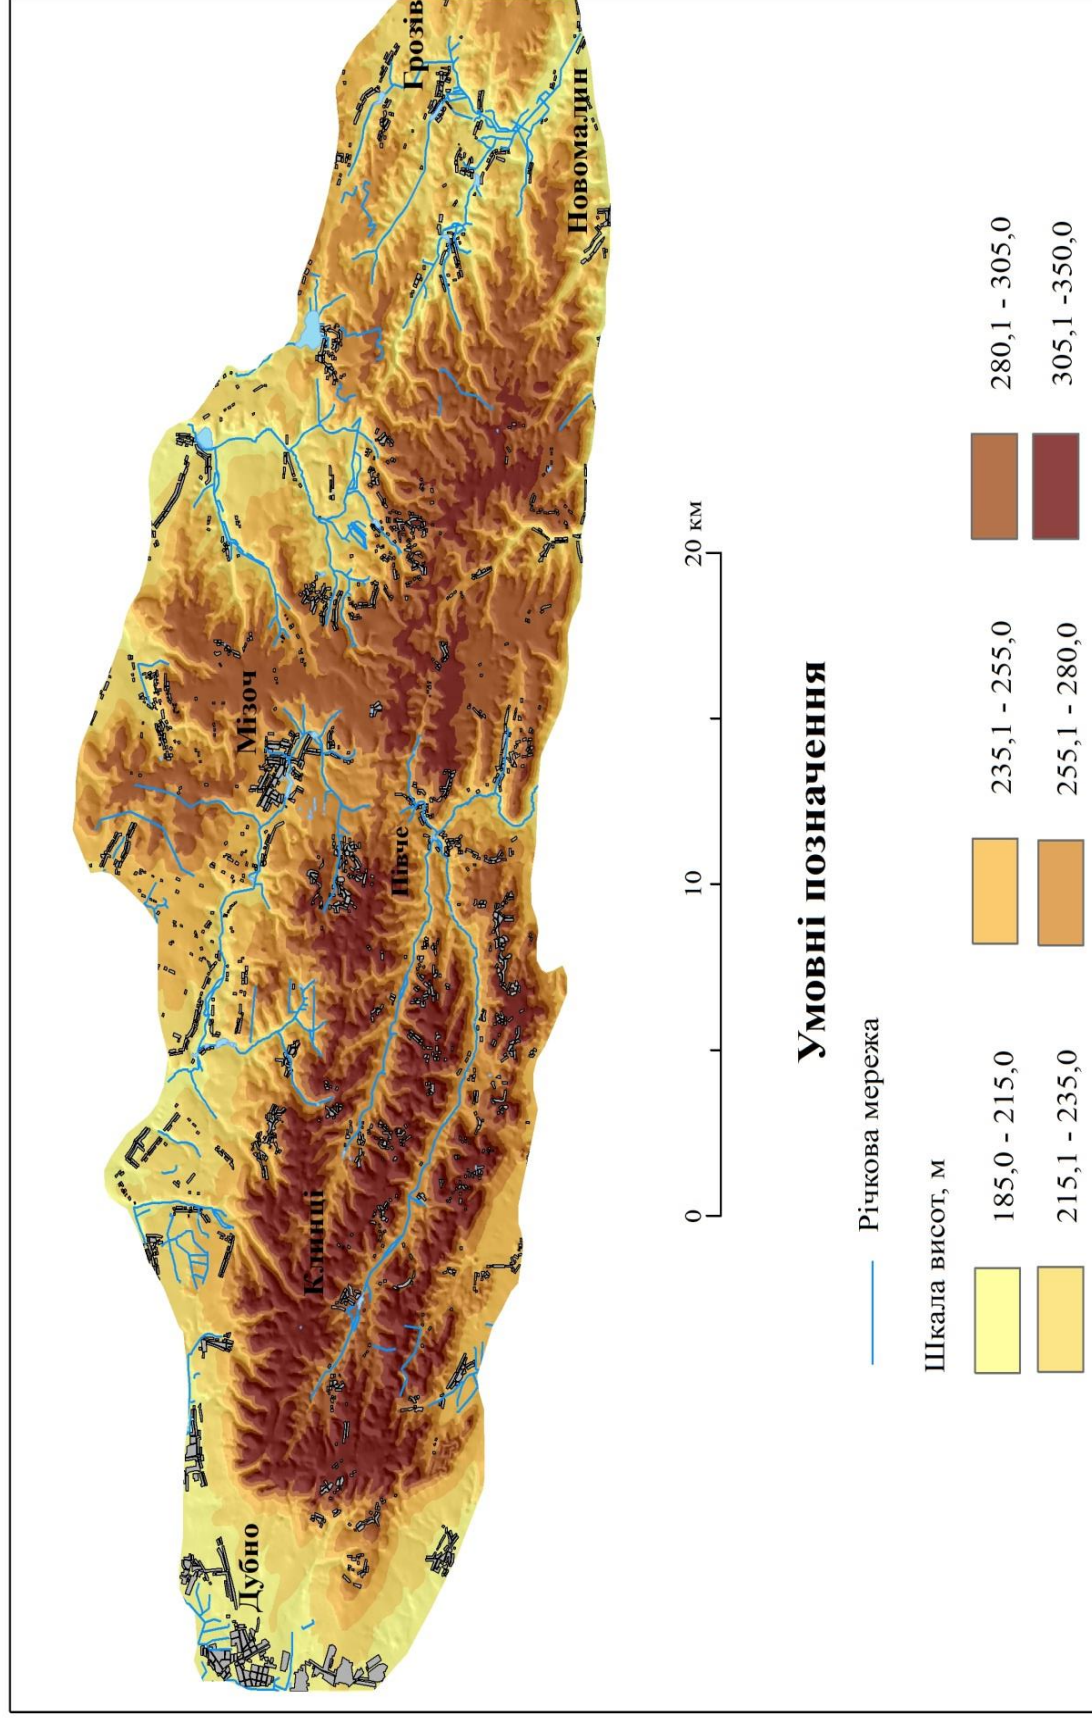 Дубно
Клинці
Мізоч
Півче
Грозів
Новомалин
0 10 20 км
Умовні позначення
Річкова мережа
Шкала висот, м
185,0 - 215,0 235,1 - 255,0 280,1 - 305,0
215,1 - 235,0 255,1 - 280,0 305,1 -350,0